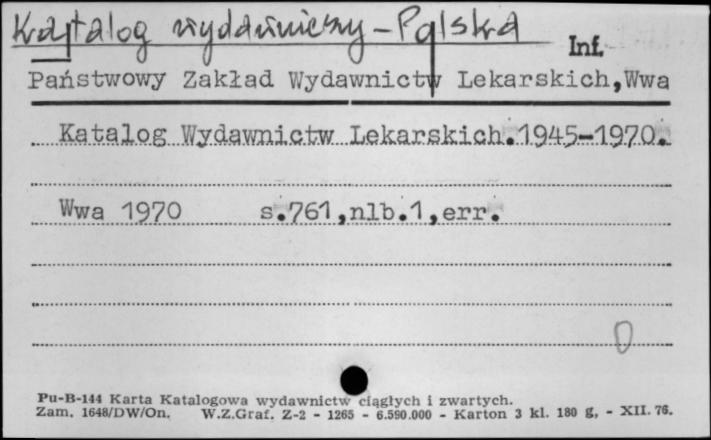 Katalog wydawniczy – Polska
Inf.
Państwowy Zakład Wydawnictw Lekarskich,Wwa
Katalog Wydawnictw Lekarskich.1945-1970.
Wwa 1970 s.761,nlb.1,err.
0
Pu-B-144 Karta Katalogowa wydawnictw ciągłych i zwartych.
Zam. 1648/DW/On. W.Z.Graf. Z-2 - 1265 - 6.590.000 - Karton 3 kl. 180 g, - XII. 76.